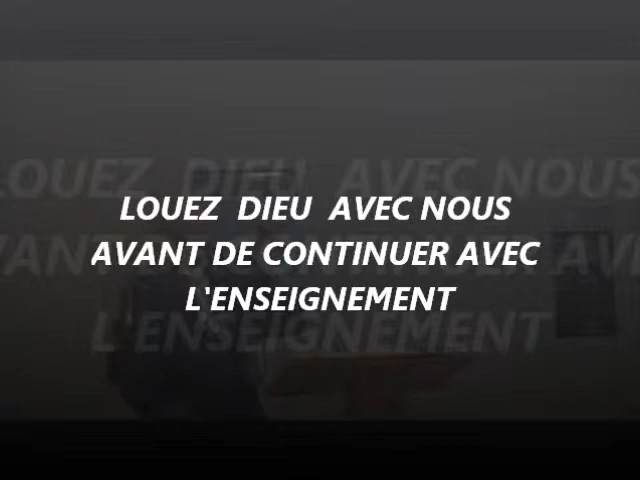 LOUEZ DIEU AVEC NOUS
AVANT DE CONTINUER AVEC
L'ENSEIGNEMENT